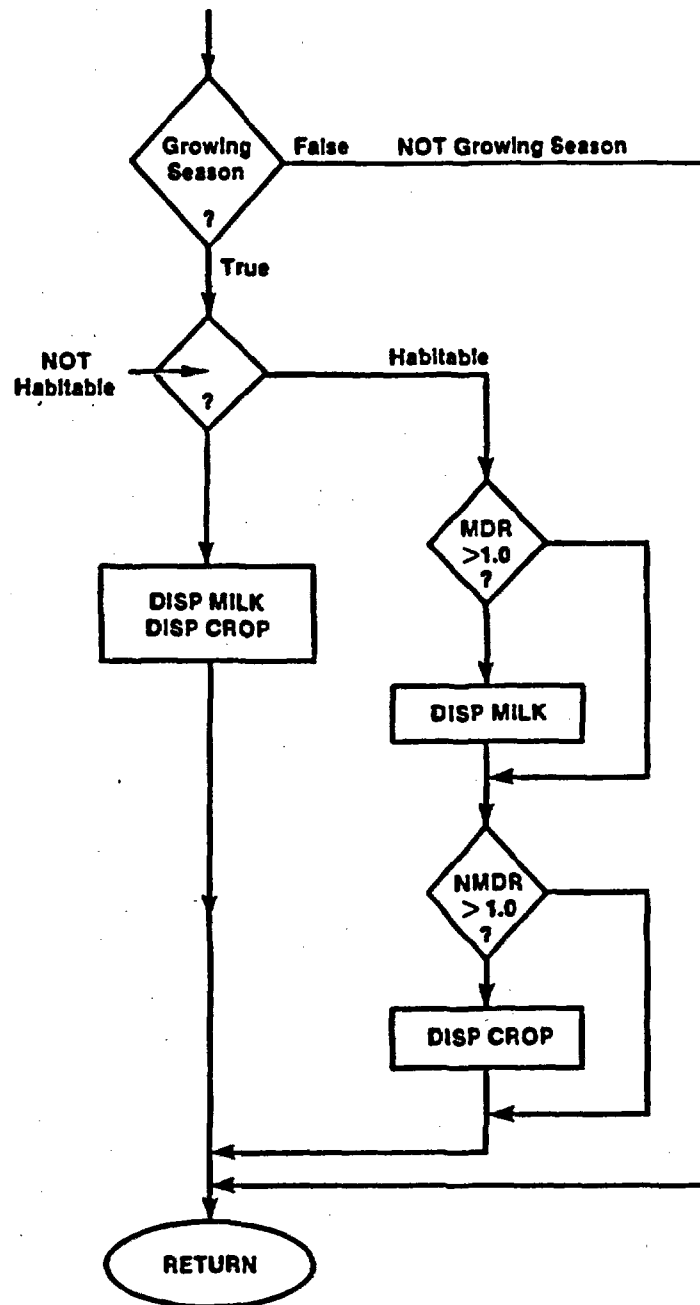 Growing
Season
?
False
NOT Growing Season
True
NOT
Habitable
?
Habitable
MDR
>1.0
?
DISP MILK
DISP CROP
DISP MILK
NMDR
> 1.0
?
DISP CROP
RETURN